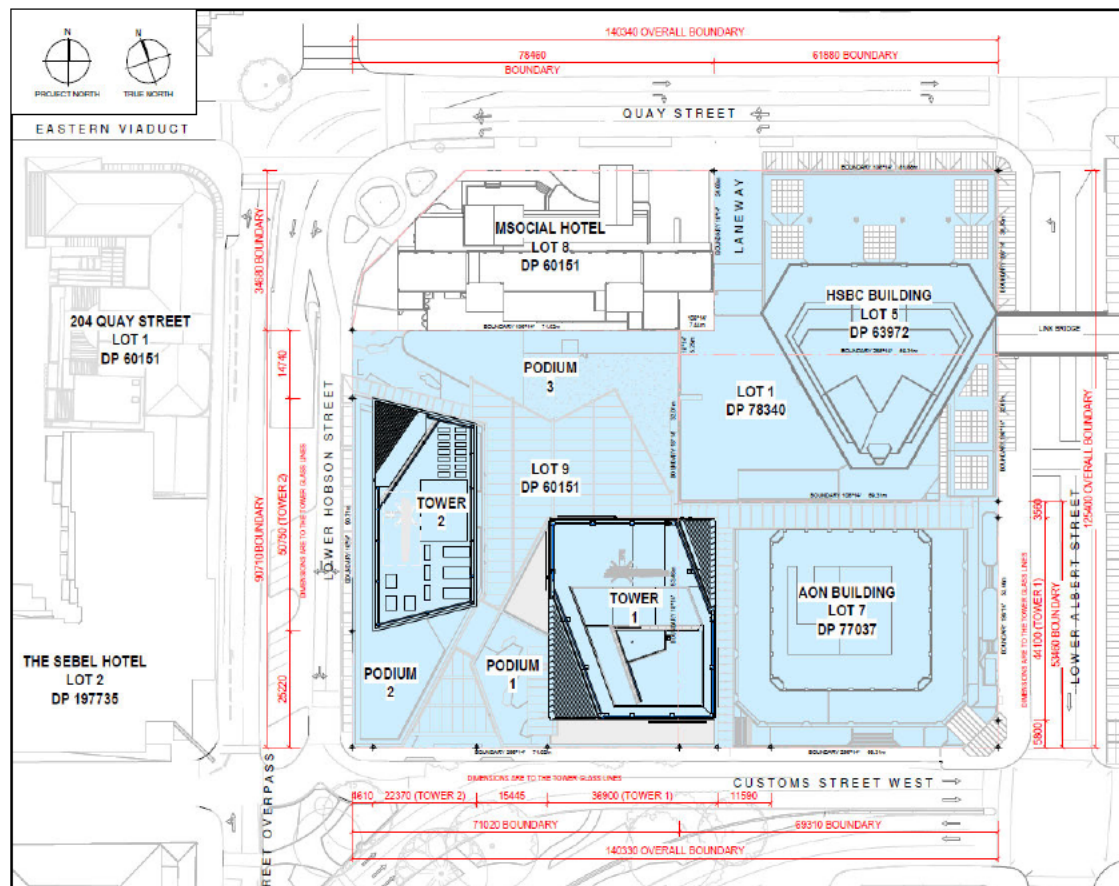 N
N
PROJECT NORTH
TRUE NORTH
140340 OVERALL BOUNDARY
78460
BOUNDARY
61880 BOUNDARY
EASTERN VIADUCT
QUAY STREET
LANEWAY
MSOCIAL HOTEL
LOT 8
DP 60151
HSBC BUILDING
LOT 5
DP 63972
LINK BRIDGE
204 QUAY STREET
LOT 1
DP 60151
34680 BOUNDARY
14740
50750 (TOWER 2)
90710 BOUNDARY
25220
DIMENSIONS ARE TO THE TOWER GLASS LINES
LOWER HOBSON STREET
PODIUM
3
LOT 1
DP 78340
LOT 9
DP 60151
TOWER
2
TOWER
1
AON BUILDING
LOT 7
DP 77037
PODIUM
2
PODIUM
1
THE SEBEL HOTEL
LOT 2
DP 197735
125400 OVERALL BOUNDARY
3560
44100 (TOWER 1)
53460 BOUNDARY
5800
DIMENSIONS ARE TO THE TOWER GLASS LINES
LOWER ALBERT STREET
REET OVERPASS
DIMENSIONS ARE TO THE TOWER GLASS LINES
CUSTOMS STREET WEST
4610
22370 (TOWER 2)
15445
36900 (TOWER 1)
11590
71020 BOUNDARY
69310 BOUNDARY
140330 OVERALL BOUNDARY